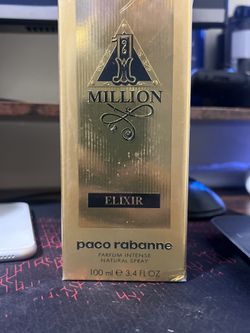 1
MILLION
ELIXIR
paco rabanne
PARFUM INTENSE
NATURAL SPRAY
100 ml e 3.4 FL OZ